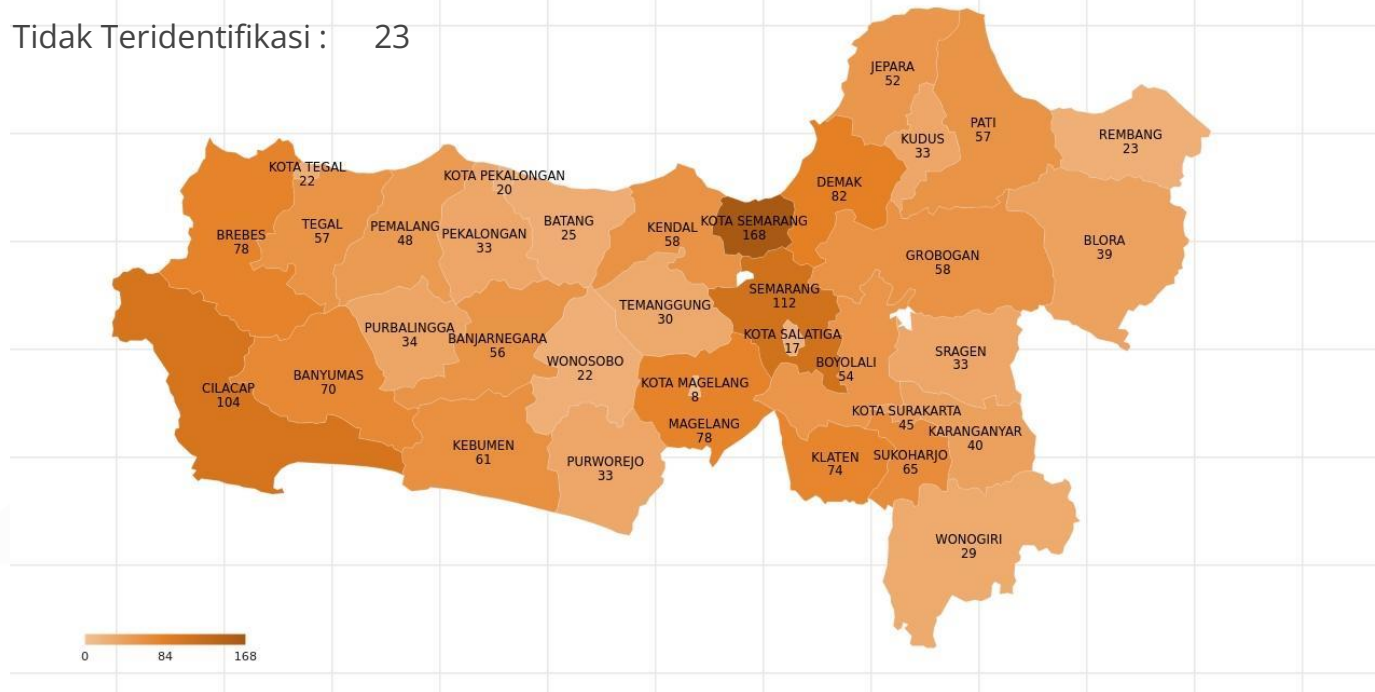 Tidak Teridentifikasi : 23
JEPARA
52
KUDUS
33
PATI
57
REMBANG
23
KOTA TEGAL
22
KOTA PEKALONGAN
20
DEMAK
82
BREBES
78
TEGAL
57
PEMALANG
48
PEKALONGAN
33
BATANG
25
KENDAL
58
KOTA SEMARANG
168
GROBOGAN
58
BLORA
39
SEMARANG
112
TEMANGGUNG
30
PURBALINGGA
34
BANJARNEGARA
56
KOTA SALATIGA
17
WONOSOBO
22
BOYOLALI
54
SRAGEN
33
CILACAP
104
BANYUMAS
70
KOTA MAGELANG
8
MAGELANG
78
KOTA SURAKARTA
45
KARANGANYAR
40
KEBUMEN
61
PURWOREJO
33
KLATEN
74
SUKOHARJO
65
WONOGIRI
29
0 84 168